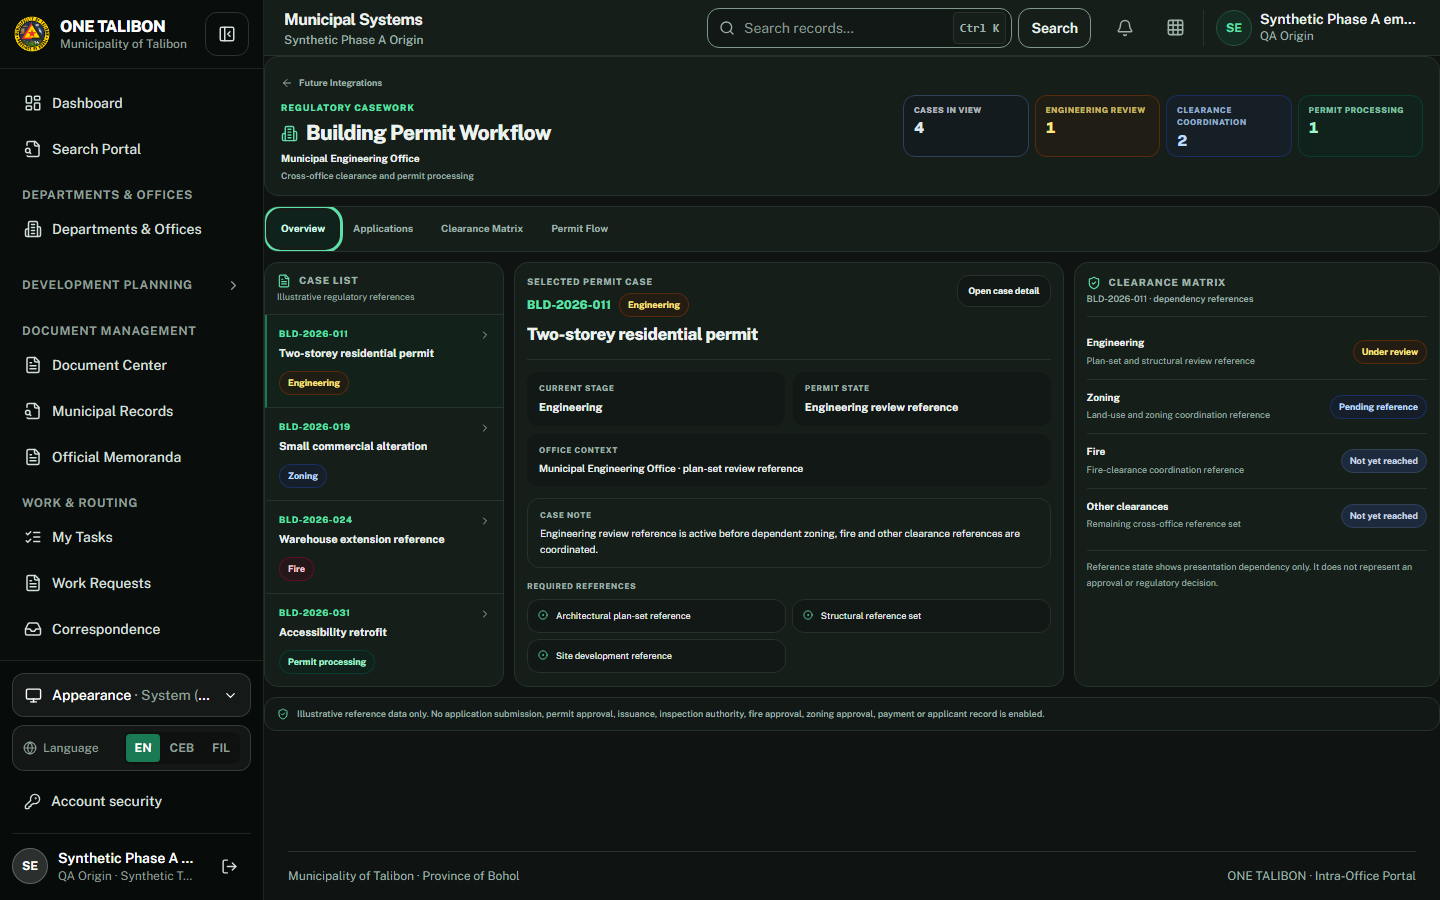 ONE TALIBON
Municipality of Talibon
Dashboard
Search Portal
DEPARTMENTS & OFFICES
Departments & Offices
DEVELOPMENT PLANNING
DOCUMENT MANAGEMENT
Document Center
Municipal Records
Official Memoranda
WORK & ROUTING
My Tasks
Work Requests
Correspondence
Appearance · System (...
Language EN CEB FIL
Account security
SE Synthetic Phase A ...
QA Origin · Synthetic T...
Municipal Systems
Synthetic Phase A Origin
Search records... Ctrl K Search
SE Synthetic Phase A em...
QA Origin
Future Integrations
REGULATORY CASEWORK
Building Permit Workflow
Municipal Engineering Office
Cross-office clearance and permit processing
CASES IN VIEW
4
ENGINEERING REVIEW
1
CLEARANCE
COORDINATION
2
PERMIT PROCESSING
1
Overview Applications Clearance Matrix Permit Flow
CASE LIST
Illustrative regulatory references
BLD-2026-011
Two-storey residential permit
Engineering
BLD-2026-019
Small commercial alteration
Zoning
BLD-2026-024
Warehouse extension reference
Fire
BLD-2026-031
Accessibility retrofit
Permit processing
SELECTED PERMIT CASE
BLD-2026-011 Engineering
Two-storey residential permit
Open case detail
CURRENT STAGE
Engineering
PERMIT STATE
Engineering review reference
OFFICE CONTEXT
Municipal Engineering Office · plan-set review reference
CASE NOTE
Engineering review reference is active before dependent zoning, fire and other clearance references are
coordinated.
REQUIRED REFERENCES
Architectural plan-set reference
Structural reference set
Site development reference
CLEARANCE MATRIX
BLD-2026-011 · dependency references
Engineering
Plan-set and structural review reference
Under review
Zoning
Land-use and zoning coordination reference
Pending reference
Fire
Fire-clearance coordination reference
Not yet reached
Other clearances
Remaining cross-office reference set
Not yet reached
Reference state shows presentation dependency only. It does not represent an
approval or regulatory decision.
Illustrative reference data only. No application submission, permit approval, issuance, inspection authority, fire approval, zoning approval, payment or applicant record is enabled.
Municipality of Talibon · Province of Bohol
ONE TALIBON · Intra-Office Portal